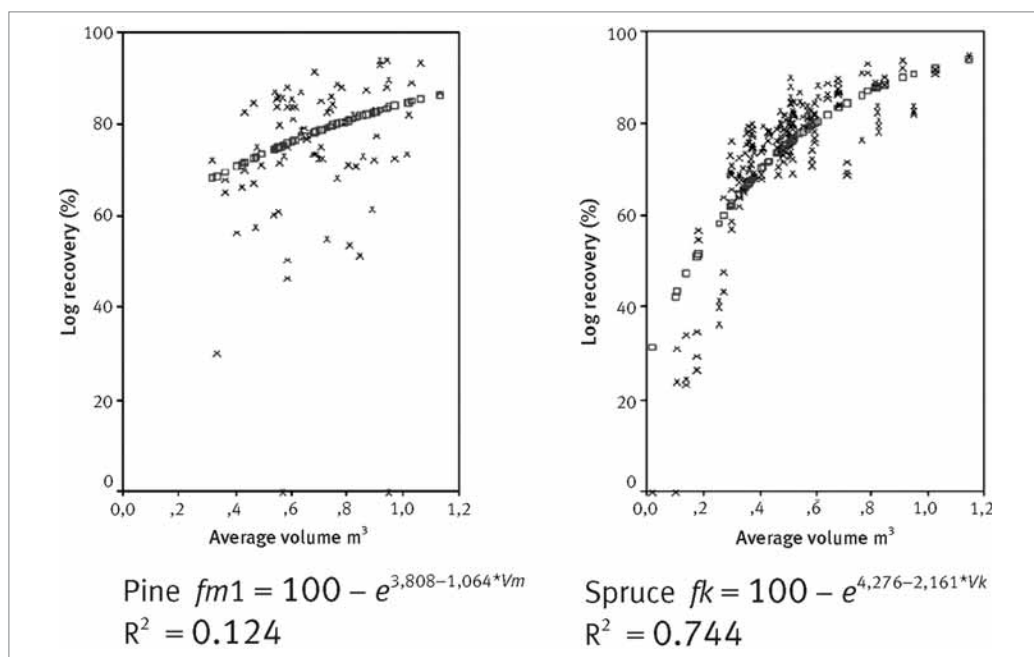 100
80
60
40
20
0
Log recovery (%)
0,0 ,2 ,4 ,6 ,8 1,0 1,2
Average volume m³
Pine fm1 = 100 – e^3,808–1,064*Vm
R² = 0.124
100
80
60
40
20
0
Log recovery (%)
0,0 ,2 ,4 ,6 ,8 1,0 1,2
Average volume m³
Spruce fk = 100 – e^4,276–2,161*Vk
R² = 0.744